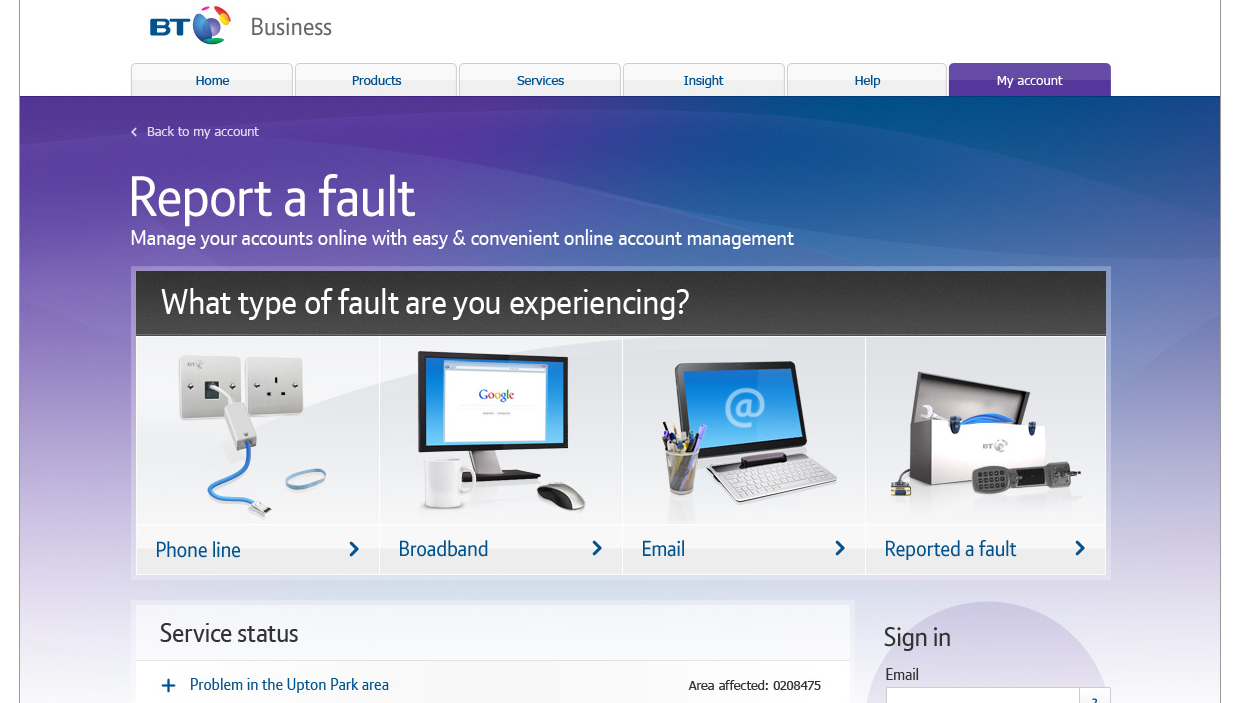 BT Business
Home Products Services Insight Help My account
Back to my account
Report a fault
Manage your accounts online with easy & convenient online account management
What type of fault are you experiencing?
BT
Google
@
BT
Phone line
Broadband
Email
Reported a fault
Service status
Sign in
Email
Problem in the Upton Park area
Area affected: 0208475
?